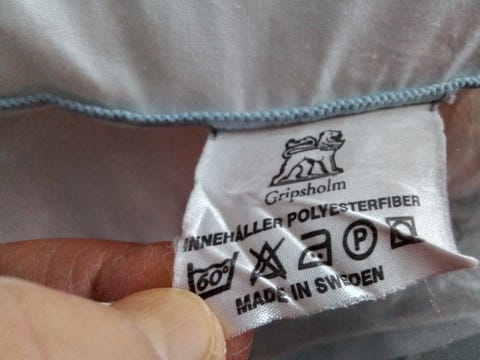 Gripsholm
INNEHÅLLER POLYESTERFIBER
60° P
MADE IN SWEDEN